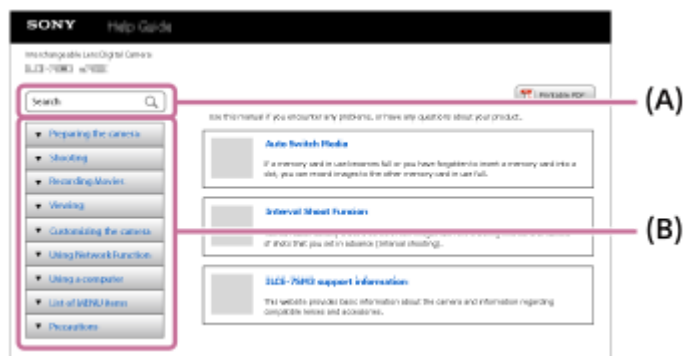 SONY Help Guide
Interchangeable Lens Digital Camera
Search
Printable PDF
(A)
Use this manual if you encounter any problems, or have any questions about your product.
Preparing the camera
Shooting
Recording Movies
Viewing
Customizing the camera
Using Network Function
Using a computer
List of MENU items
Precautions
(B)
Auto Switch Media
If a memory card in use becomes full or you have forgotten to insert a memory card into a
slot, you can record images to the other memory card in use full.
Interval Shoot Funcion
of shots that you set in advance (Interval shooting).
support information
This website provides basic information about the camera and information regarding
compatible lenses and accessories.